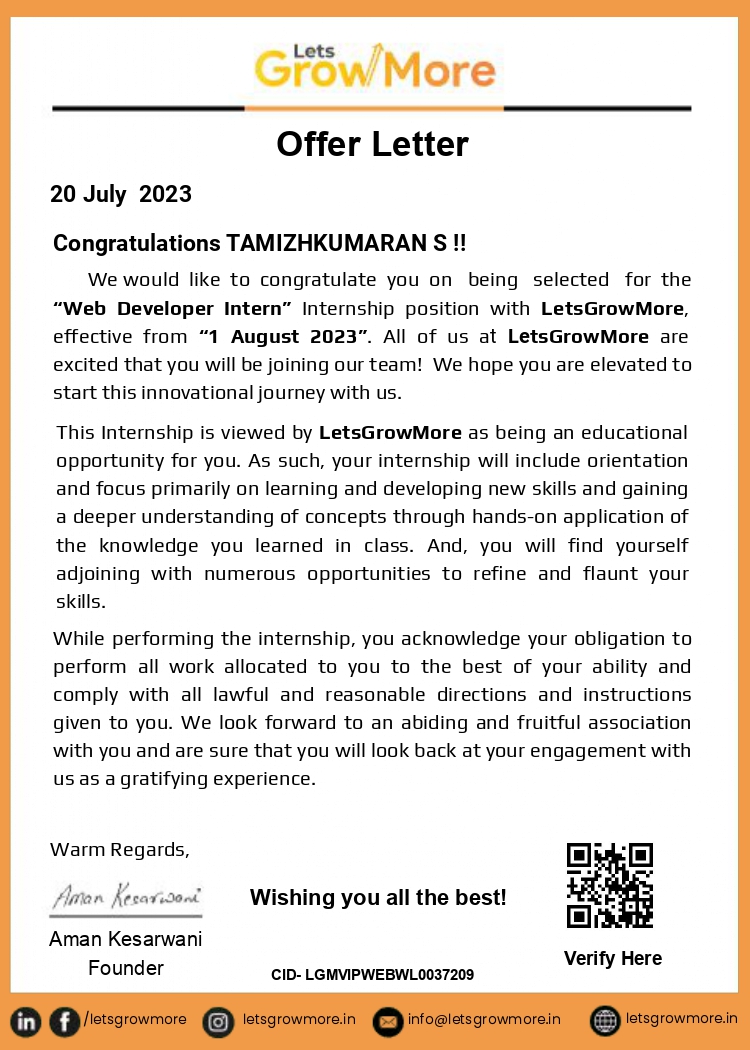 Lets
GrowMore
Offer Letter
20 July 2023
Congratulations TAMIZHKUMARAN S !!
We would like to congratulate you on being selected for the
“Web Developer Intern” Internship position with LetsGrowMore,
effective from “1 August 2023”. All of us at LetsGrowMore are
excited that you will be joining our team! We hope you are elevated to
start this innovational journey with us.
This Internship is viewed by LetsGrowMore as being an educational
opportunity for you. As such, your internship will include orientation
and focus primarily on learning and developing new skills and gaining
a deeper understanding of concepts through hands-on application of
the knowledge you learned in class. And, you will find yourself
adjoining with numerous opportunities to refine and flaunt your
skills.
While performing the internship, you acknowledge your obligation to
perform all work allocated to you to the best of your ability and
comply with all lawful and reasonable directions and instructions
given to you. We look forward to an abiding and fruitful association
with you and are sure that you will look back at your engagement with
us as a gratifying experience.
Warm Regards,
Aman Kesarwani
Wishing you all the best!
Aman Kesarwani
Founder
Verify Here
CID- LGMVIPWEBWL0037209
in f /letsgrowmore letsgrowmore.in info@letsgrowmore.in letsgrowmore.in